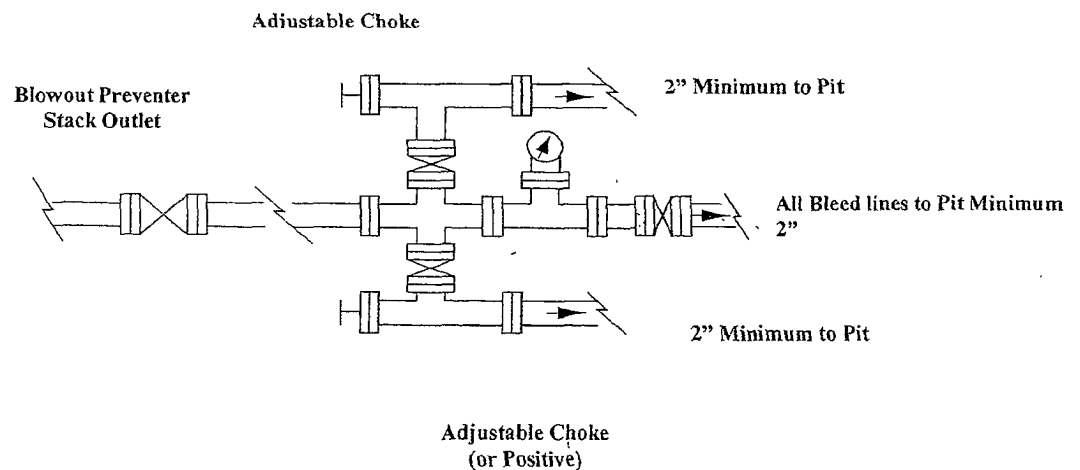 Adjustable Choke
2” Minimum to Pit
Blowout Preventer
Stack Outlet
All Bleed lines to Pit Minimum
2”
2” Minimum to Pit
Adjustable Choke
(or Positive)